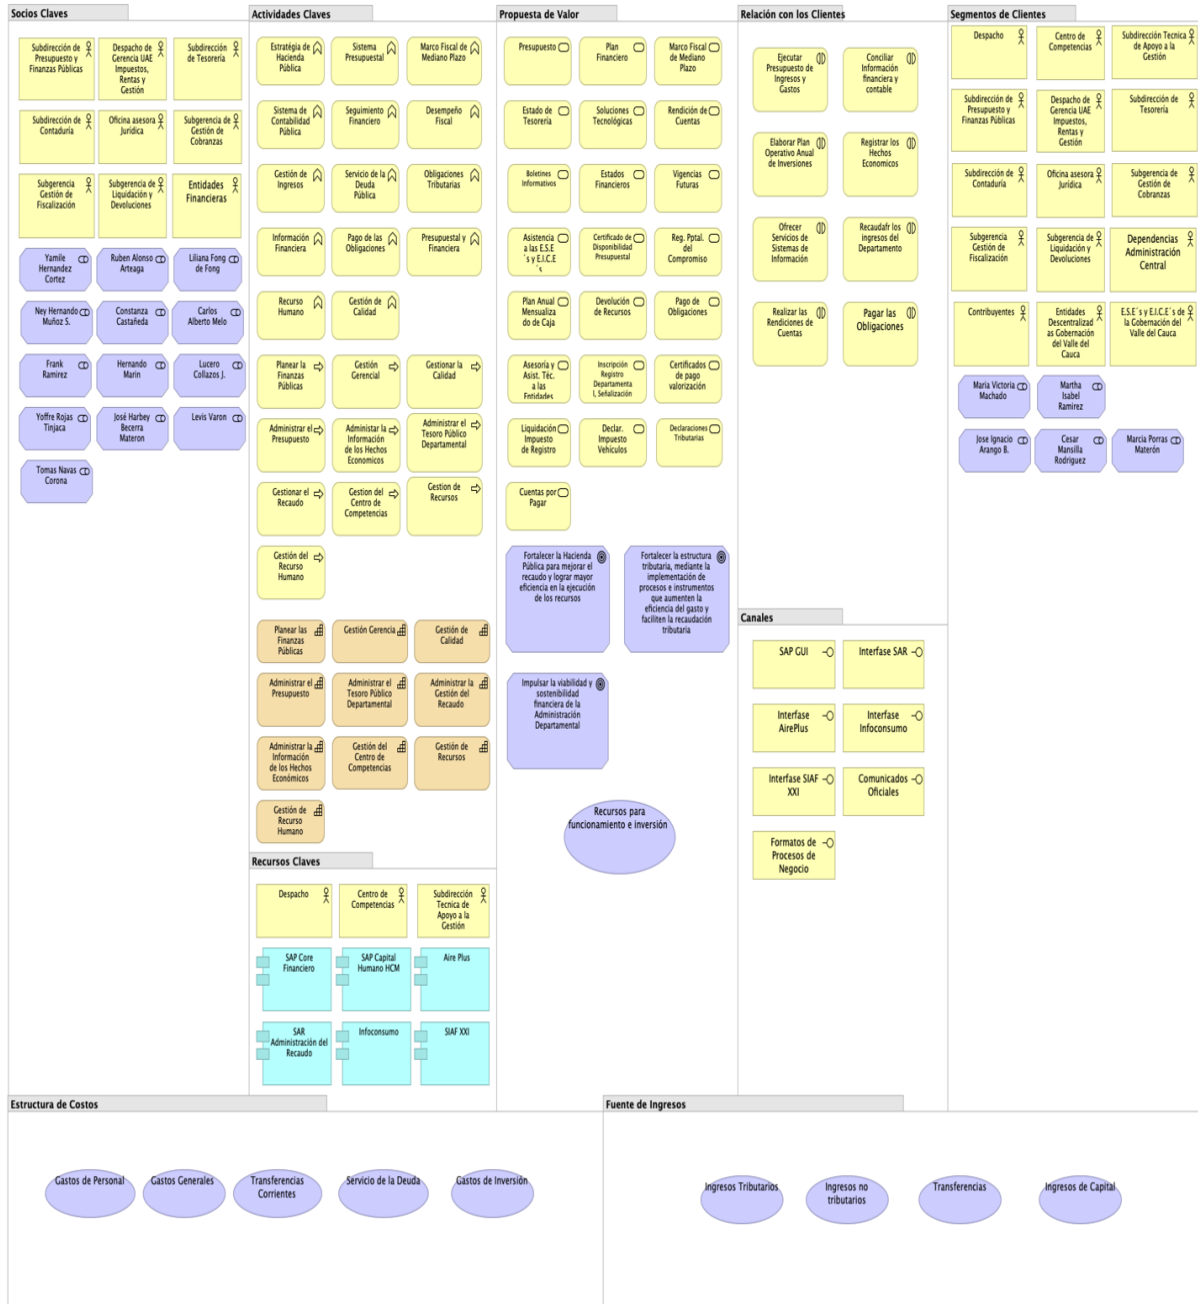 Socios Claves
Subdirección de
Presupuesto y
Finanzas Públicas
Despacho de
Gerencia UAE
Impuestos,
Rentas y
Gestión
Subdirección
de Tesorería
Subdirección de
Contaduría
Oficina asesora
Jurídica
Subgerencia de
Gestión de
Cobranzas
Subgerencia
Gestión de
Fiscalización
Subgerencia de
Liquidación y
Devoluciones
Entidades
Financieras
Yamile
Hernandez
Cortez
Ruben Alonso
Arteaga
Liliana Fong
de Fong
Ney Hernando
Muñoz S.
Constanza
Castañeda
Carlos
Alberto Melo
Frank
Ramirez
Hernando
Marin
Lucero
Collazos J.
Yoffre Rojas
Tinjaca
José Harbey
Becerra
Materon
Levis Varon
Tomas Navas
Corona
Actividades Claves
Estratégia de
Hacienda
Pública
Sistema
Presupuestal
Marco Fiscal de
Mediano Plazo
Sistema de
Contabilidad
Pública
Seguimiento
Financiero
Desempeño
Fiscal
Gestión de
Ingresos
Servicio de la
Deuda
Pública
Obligaciones
Tributarias
Información
Financiera
Pago de las
Obligaciones
Presupuestal y
Financiera
Recurso
Humano
Gestión de
Calidad
Planear la
Finanzas
Públicas
Gestión
Gerencial
Gestionar la
Calidad
Administrar el
Presupuesto
Administar la
Información
de los Hechos
Economicos
Administrar el
Tesoro Público
Departamental
Gestionar el
Recaudo
Gestion del
Centro de
Competencias
Gestion de
Recursos
Gestión del
Recurso
Humano
Planear las
Finanzas
Públicas
Gestión Gerencia
Gestión de
Calidad
Administrar el
Presupuesto
Administrar el
Tesoro Público
Departamental
Administrar la
Gestión del
Recaudo
Administrar la
Información
de los Hechos
Económicos
Gestión del
Centro de
Competencias
Gestión de
Recursos
Gestión de
Recurso
Humano
Recursos Claves
Despacho
Centro de
Competencias
Subdirección
Tecnica de
Apoyo a la
Gestión
SAP Core
Financiero
SAP Capital
Humano HCM
Aire Plus
SAR
Administración del
Recaudo
Infoconsumo
SIAF XXI
Propuesta de Valor
Presupuesto
Plan
Financiero
Marco Fiscal
de Mediano
Plazo
Estado de
Tesorería
Soluciones
Tecnológicas
Rendición de
Cuentas
Boletines
Informativos
Estados
Financieros
Vigencias
Futuras
Asistencia
a las E.S.E
´s y E.I.C.E
´s
Certificado de
Disponibilidad
Presupuestal
Reg. Pptal.
del
Compromiso
Plan Anual
Mensualiza
do de Caja
Devolución
de Recursos
Pago de
Obligaciones
Asesoría y
Asist. Téc.
a las
Entidades
Inscripción
Registro
Departamenta
l, Señalización
Certificados
de pago
valorización
Liquidación
Impuesto
de Registro
Declar.
Impuesto
Vehículos
Declaraciones
Tributarias
Cuentas por
Pagar
Fortalecer la Hacienda
Pública para mejorar el
recaudo y lograr mayor
eficiencia en la ejecución
de los recursos
Fortalecer la estructura
tributaria, mediante la
implementación de
procesos e instrumentos
que aumenten la
eficiencia del gasto y
faciliten la recaudación
tributaria
Impulsar la viabilidad y
sostenibilidad
financiera de la
Administración
Departamental
Recursos para
funcionamiento e inversión
Relación con los Clientes
Ejecutar
Presupuesto de
Ingresos y
Gastos
Conciliar
Información
financiera y
contable
Elaborar Plan
Operativo Anual
de Inversiones
Registrar los
Hechos
Economicos
Ofrecer
Servicios de
Sistemas de
Información
Recaudafr los
ingresos del
Departamento
Realizar las
Rendiciones de
Cuentas
Pagar las
Obligaciones
Canales
SAP GUI
Interfase SAR
Interfase
AirePlus
Interfase
Infoconsumo
Interfase SIAF
XXI
Comunicados
Oficiales
Formatos de
Procesos de
Negocio
Segmentos de Clientes
Despacho
Centro de
Competencias
Subdirección Tecnica
de Apoyo a la
Gestión
Subdirección de
Presupuesto y
Finanzas Públicas
Despacho de
Gerencia UAE
Impuestos,
Rentas y
Gestión
Subdirección de
Tesorería
Subdirección de
Contaduría
Oficina asesora
Jurídica
Subgerencia de
Gestión de
Cobranzas
Subgerencia
Gestión de
Fiscalización
Subgerencia de
Liquidación y
Devoluciones
Dependencias
Administración
Central
Contribuyentes
Entidades
Descentralizad
as Gobernación
del Valle del
Cauca
E.S.E´s y E.I.C.E´s de
la Gobernación del
Valle del Cauca
Maria Victoria
Machado
Martha
Isabel
Ramirez
Jose Ignacio
Arango B.
Cesar
Mansilla
Rodriguez
Marcia Porras
Materón
Estructura de Costos
Gastos de Personal
Gastos Generales
Transferencias
Corrientes
Servicio de la Deuda
Gastos de Inversión
Fuente de Ingresos
Ingresos Tributarios
Ingresos no
tributarios
Transferencias
Ingresos de Capital